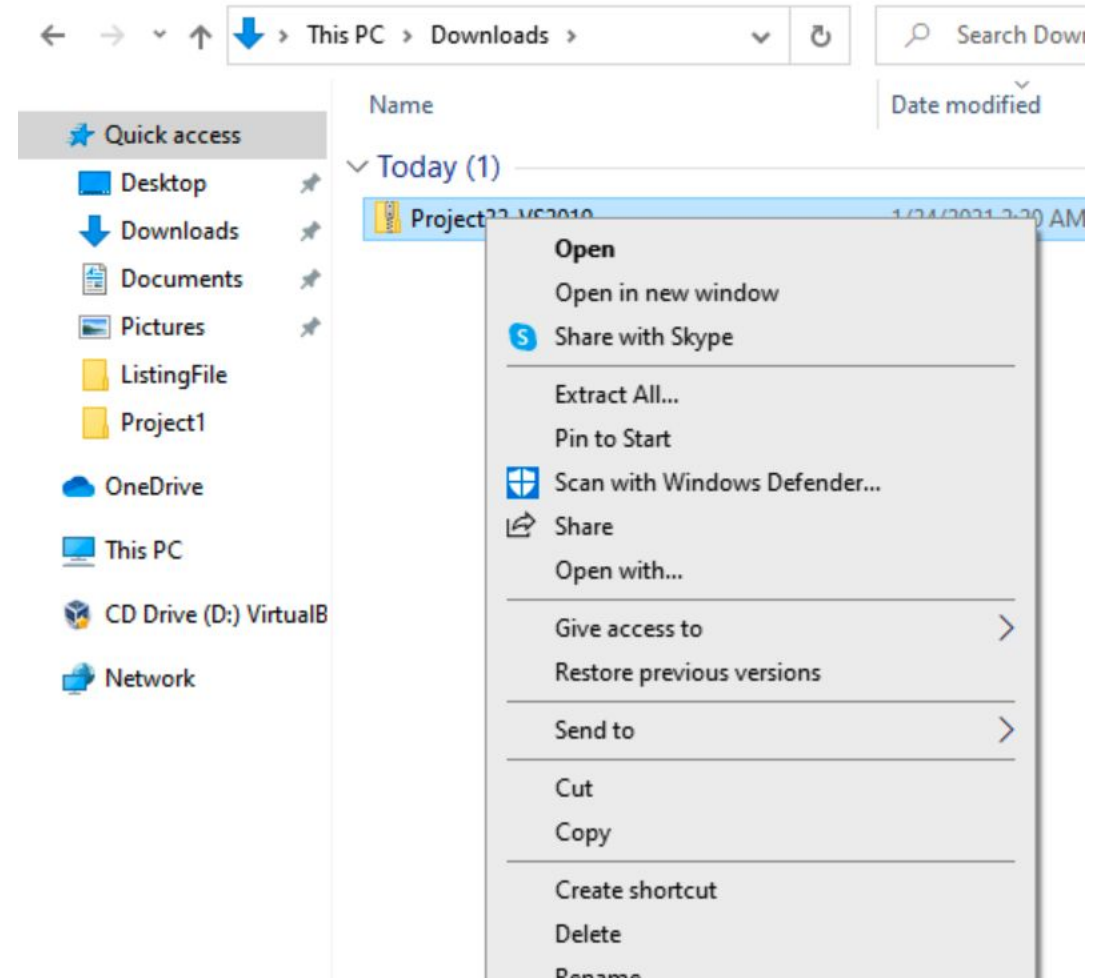 This PC > Downloads >
Search Down
Name
Date modified
Quick access
Today (1)
Desktop
Project32_VS2019
Downloads
Open
Documents
Open in new window
Pictures
Share with Skype
ListingFile
Extract All...
Project1
Pin to Start
OneDrive
Scan with Windows Defender...
Share
This PC
Open with...
CD Drive (D:) VirtualB
Give access to
Network
Restore previous versions
Send to
Cut
Copy
Create shortcut
Delete
Rename